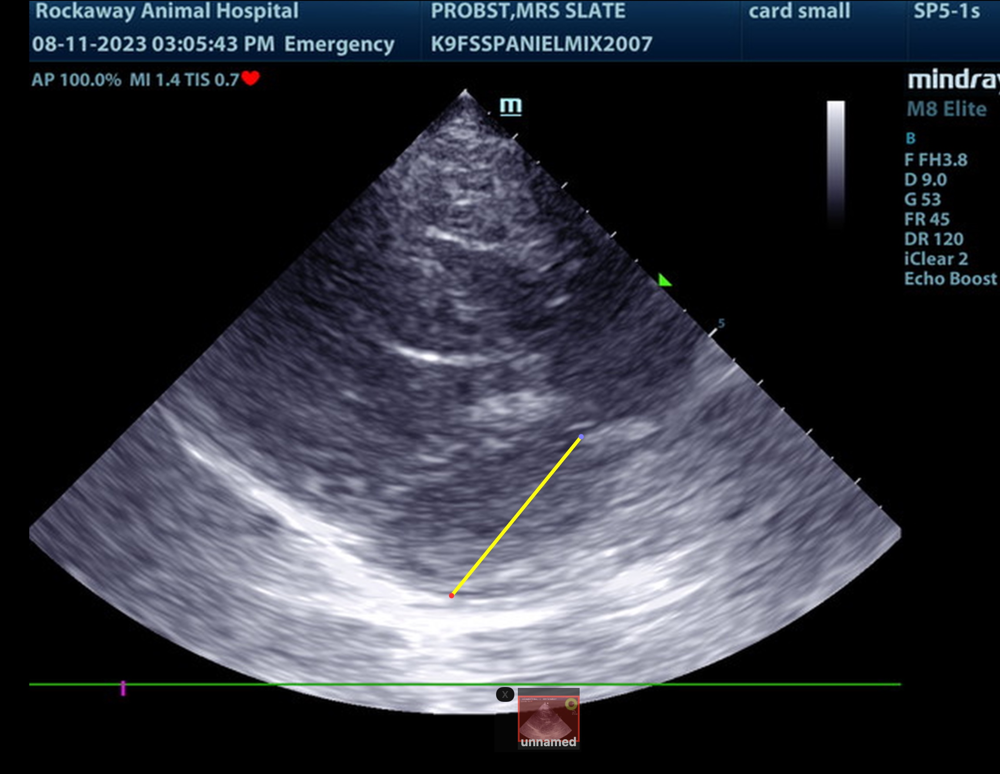 Rockaway Animal Hospital PROBST,MRS SLATE card small SP5-1s
08-11-2023 03:05:43 PM Emergency K9FSSPANIELMIX2007
AP 100.0% MI 1.4 TIS 0.7
mindray
m
M8 Elite
B
F FH3.8
D 9.0
G 53
FR 45
DR 120
iClear 2
Echo Boost
5
X
unnamed